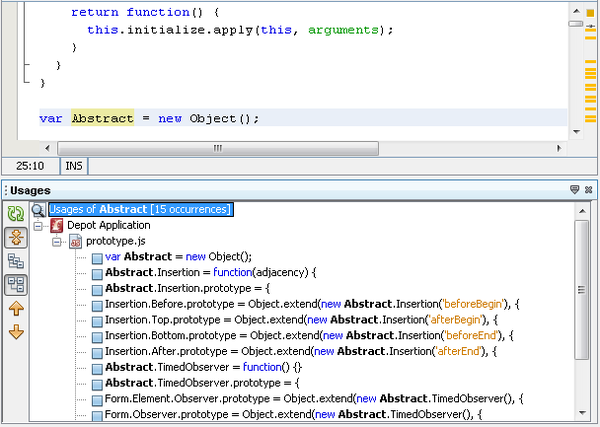 return function() {
this.initialize.apply(this, arguments);
}
}
}
var Abstract = new Object();
25:10 INS
Usages
Usages of Abstract [15 occurrences]
Depot Application
prototype.js
var Abstract = new Object();
Abstract.Insertion = function(adjacency) {
Abstract.Insertion.prototype = {
Insertion.Before.prototype = Object.extend(new Abstract.Insertion('beforeBegin'), {
Insertion.Top.prototype = Object.extend(new Abstract.Insertion('afterBegin'), {
Insertion.Bottom.prototype = Object.extend(new Abstract.Insertion('beforeEnd'), {
Insertion.After.prototype = Object.extend(new Abstract.Insertion('afterEnd'), {
Abstract.TimedObserver = function() {}
Abstract.TimedObserver.prototype = {
Form.Element.Observer.prototype = Object.extend(new Abstract.TimedObserver(), {
Form.Observer.prototype = Object.extend(new Abstract.TimedObserver(), {